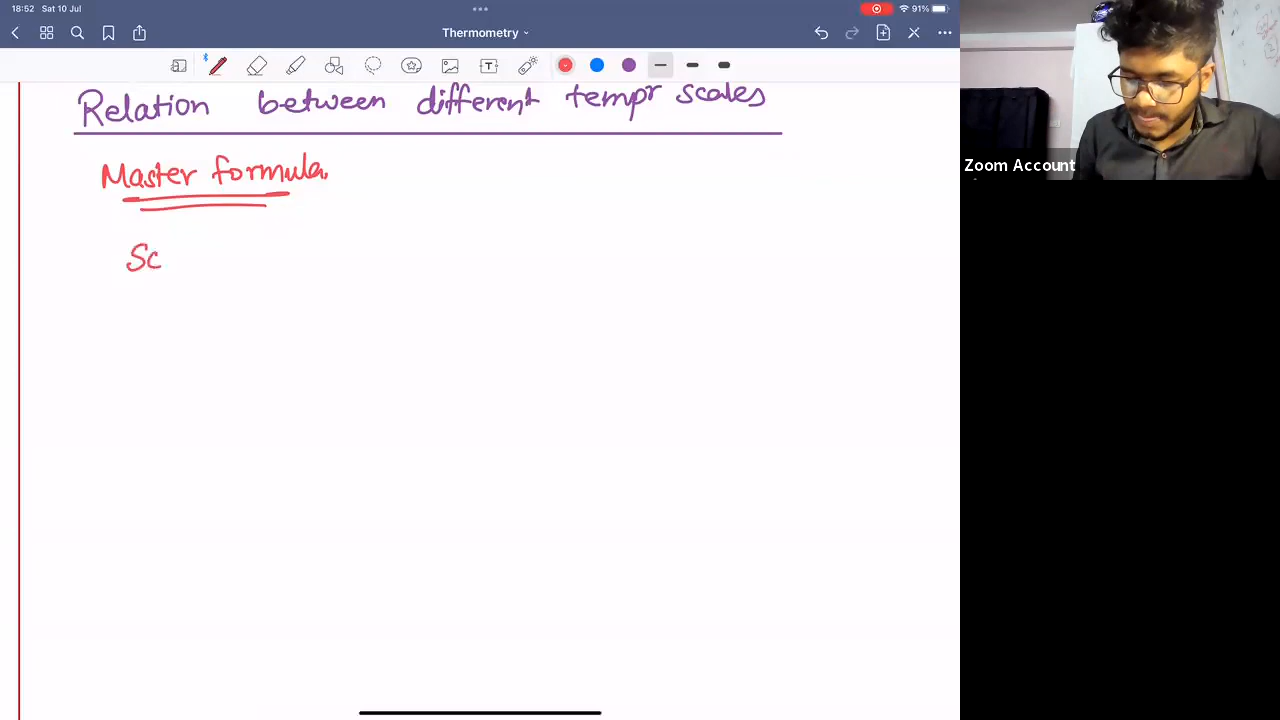 18:52 Sat 10 Jul
91%
Thermometry
Relation between different tempr scales
Master formula
Sc
Zoom Account